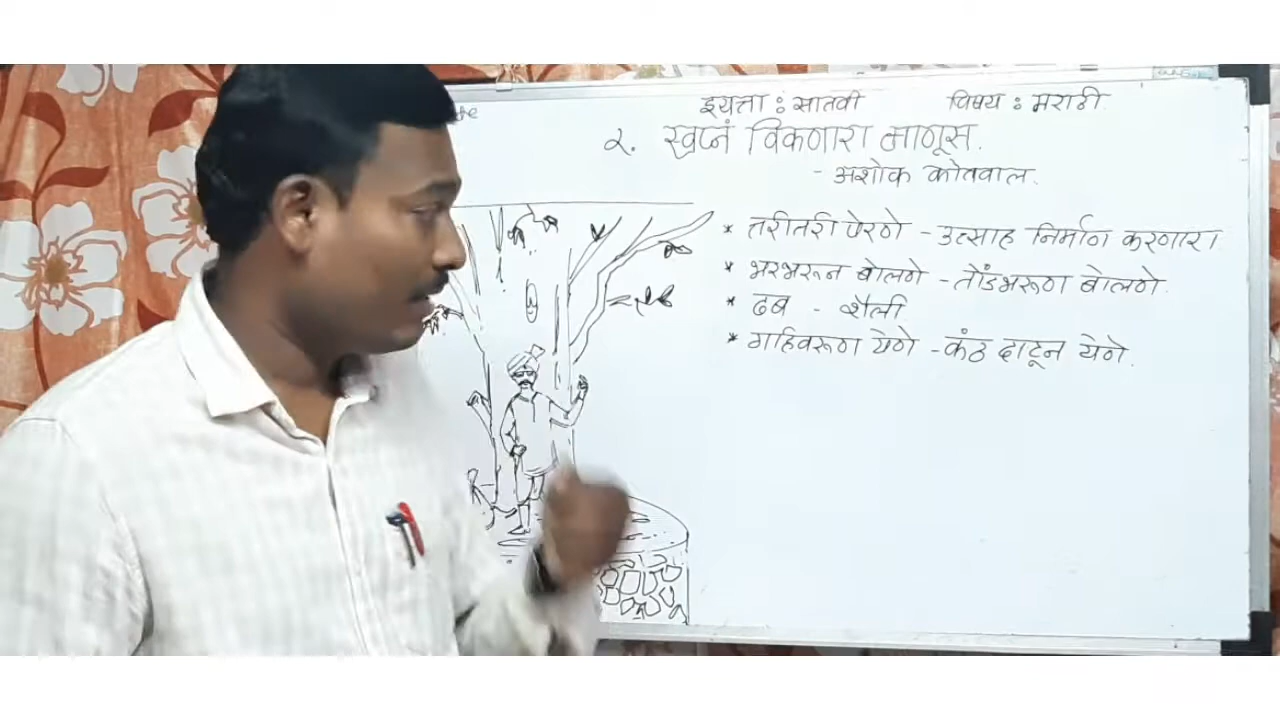 इयत्ता : सातवी विषय : मराठी.
२. स्वप्नं विकणारा माणूस.
- अशोक कोतवाल.
* तरीतरी पेरणे - उत्साह निर्माण करणारा
* भरभरून बोलणे - तोंडभरूण बोलणे.
* ढब - शैली
* गहिवरूण येणे - कंठ दाटून येणे.